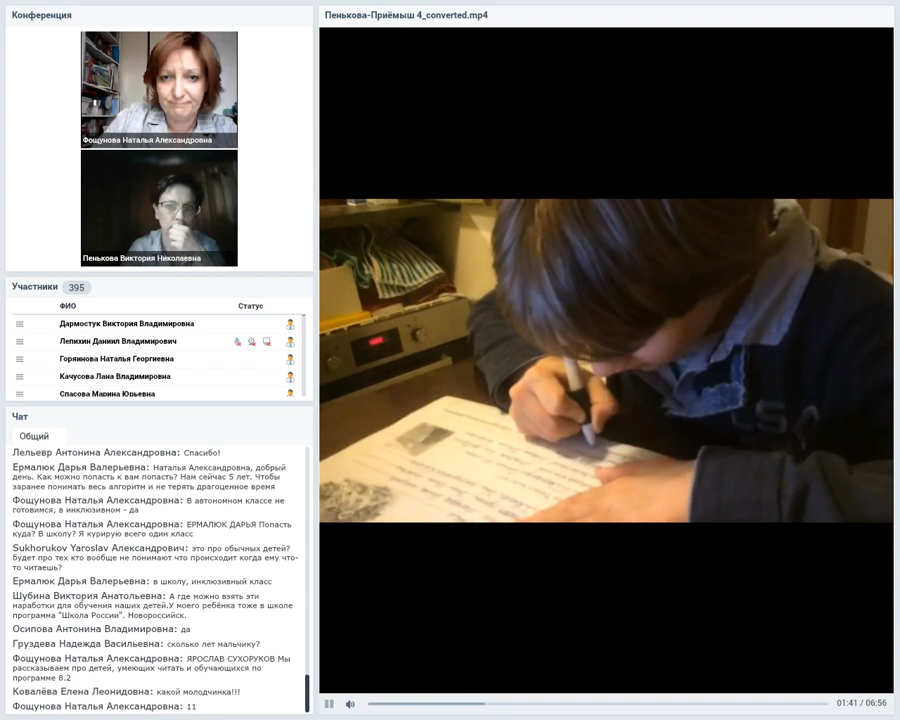 Конференция
Фощунова Наталья Александровна
Пенькова Виктория Николаевна
Участники 395
ФИО Статус
Дармостук Виктория Владимировна
Лепихин Даниил Владимирович
Горяинова Наталья Георгиевна
Качусова Лана Владимировна
Спасова Марина Юрьевна
Чат
Общий
Лельевр Антонина Александровна: Спасибо!
Ермалюк Дарья Валерьевна: Наталья Александровна, добрый
день. Как можно попасть к вам попасть? Нам сейчас 5 лет. Чтобы
заранее понимать весь алгоритм и не терять драгоценное время
Фощунова Наталья Александровна: В автономном классе не
готовимся, в инклюзивном - да
Фощунова Наталья Александровна: ЕРМАЛЮК ДАРЬЯ Попасть
куда? В школу? Я курирую всего один класс
Sukhorukov Yaroslav Александрович: это про обычных детей?
будет про тех кто вообще не понимают что происходит когда ему что-
то читаешь?
Ермалюк Дарья Валерьевна: в школу, инклюзивный класс
Шубина Виктория Анатольевна: А где можно взять эти
наработки для обучения наших детей.У моего ребёнка тоже в школе
программа "Школа России". Новороссийск.
Осипова Антонина Владимировна: да
Груздева Надежда Васильевна: сколько лет мальчику?
Фощунова Наталья Александровна: ЯРОСЛАВ СУХОРУКОВ Мы
рассказываем про детей, умеющих читать и обучающихся по
программе 8.2
Ковалёва Елена Леонидовна: какой молодчинка!!!
Фощунова Наталья Александровна: 11
Пенькова-Приёмыш 4_converted.mp4
01:41 / 06:56